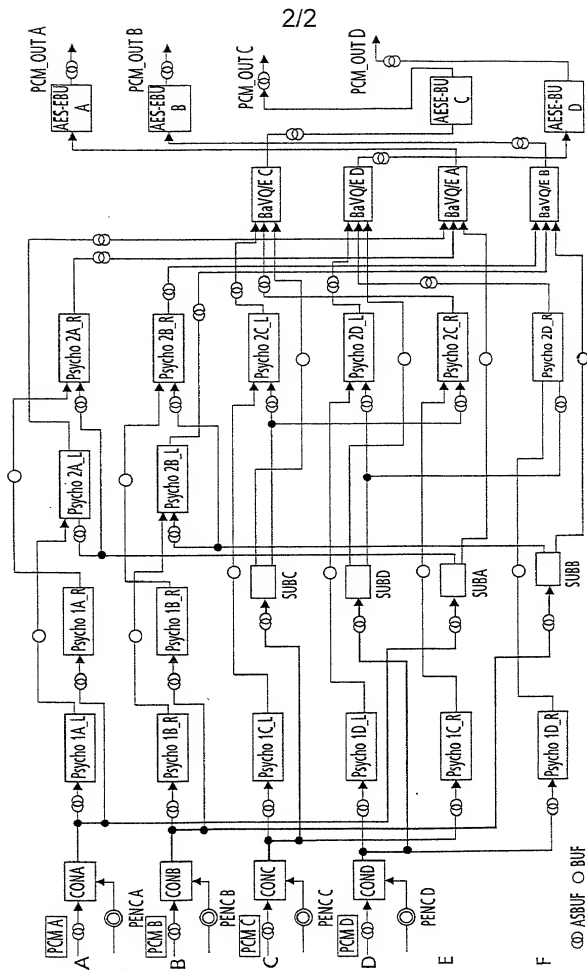 2/2
PCM A
A
CONA
PENC A
Psycho 1A_L
Psycho 1A_R
Psycho 2A_L
Psycho 2A_R
AES-EBU
A
PCM_OUT A
PCM B
B
CONB
PENC B
Psycho 1B_R
Psycho 1B_R
Psycho 2B_L
Psycho 2B_R
AES-EBU
B
PCM_OUT B
PCM C
C
CONC
PENC C
Psycho 1C_L
SUBC
Psycho 2C_L
BaVQ/E C
PCM_OUT C
PCM D
D
COND
PENC D
Psycho 1D_L
SUBD
Psycho 2D_L
BaVQ/E D
AESE-BU
C
PCM_OUT D
E
Psycho 1C_R
SUBA
Psycho 2C_R
BaVQ/E A
F
Psycho 1D_R
SUBB
Psycho 2D_R
BaVQ/E B
AESE-BU
D
ASBUF
BUF